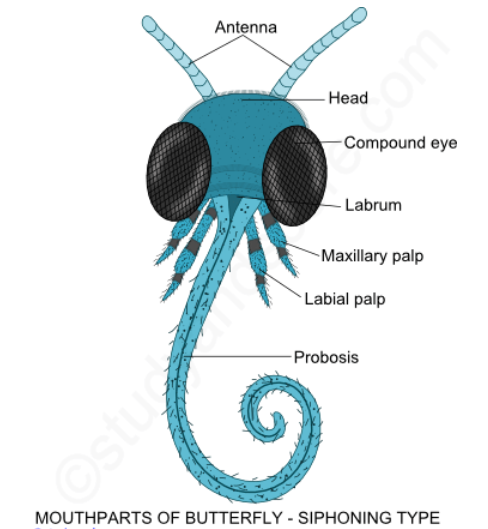 Antenna
Head
Compound eye
Labrum
Maxillary palp
Labial palp
Probosis
MOUTHPARTS OF BUTTERFLY - SIPHONING TYPE